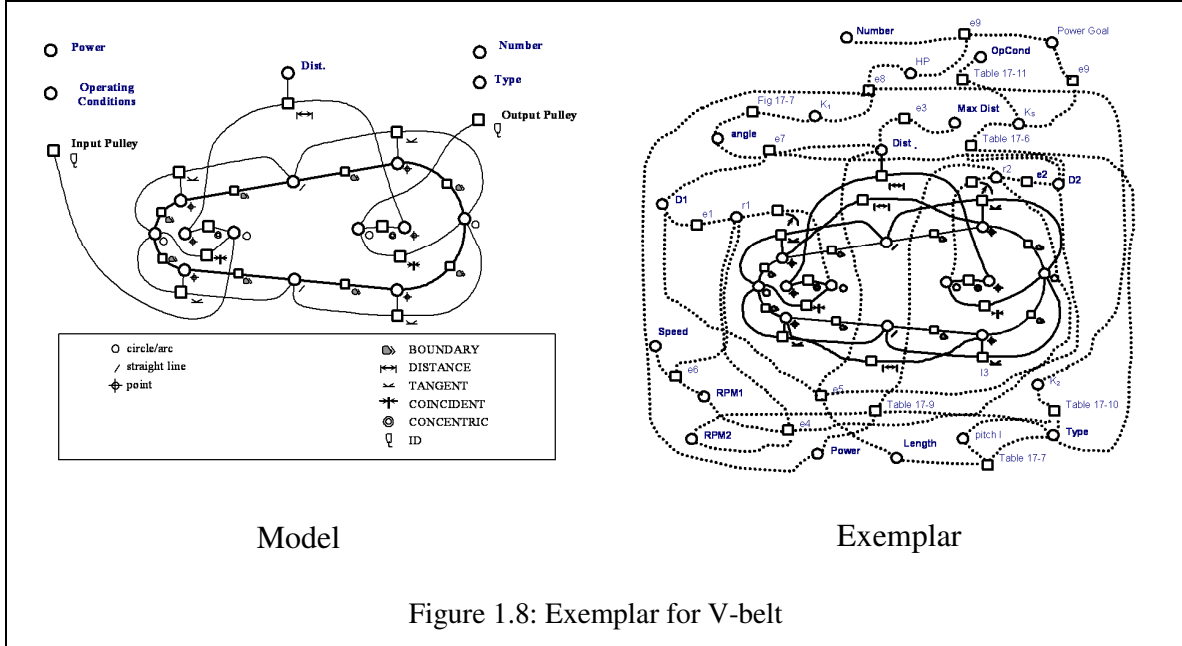 Power
Number
Dist.
Type
Operating
Conditions
Output Pulley
Input Pulley
circle/arc
straight line
point
BOUNDARY
DISTANCE
TANGENT
COINCIDENT
CONCENTRIC
ID
Model
Number
e9
Power Goal
OpCond
HP
Table 17-11
e9
e8
Fig 17-7
K1
e3
Max Dist
K5
angle
e7
Dist .
Table 17-6
r2
e2
D2
D1
e1
r1
Speed
e6
l3
K2
RPM1
e5
Table 17-9
Table 17-10
RPM2
e4
Power
Length
pitch l
Type
Table 17-7
Exemplar
Figure 1.8: Exemplar for V-belt